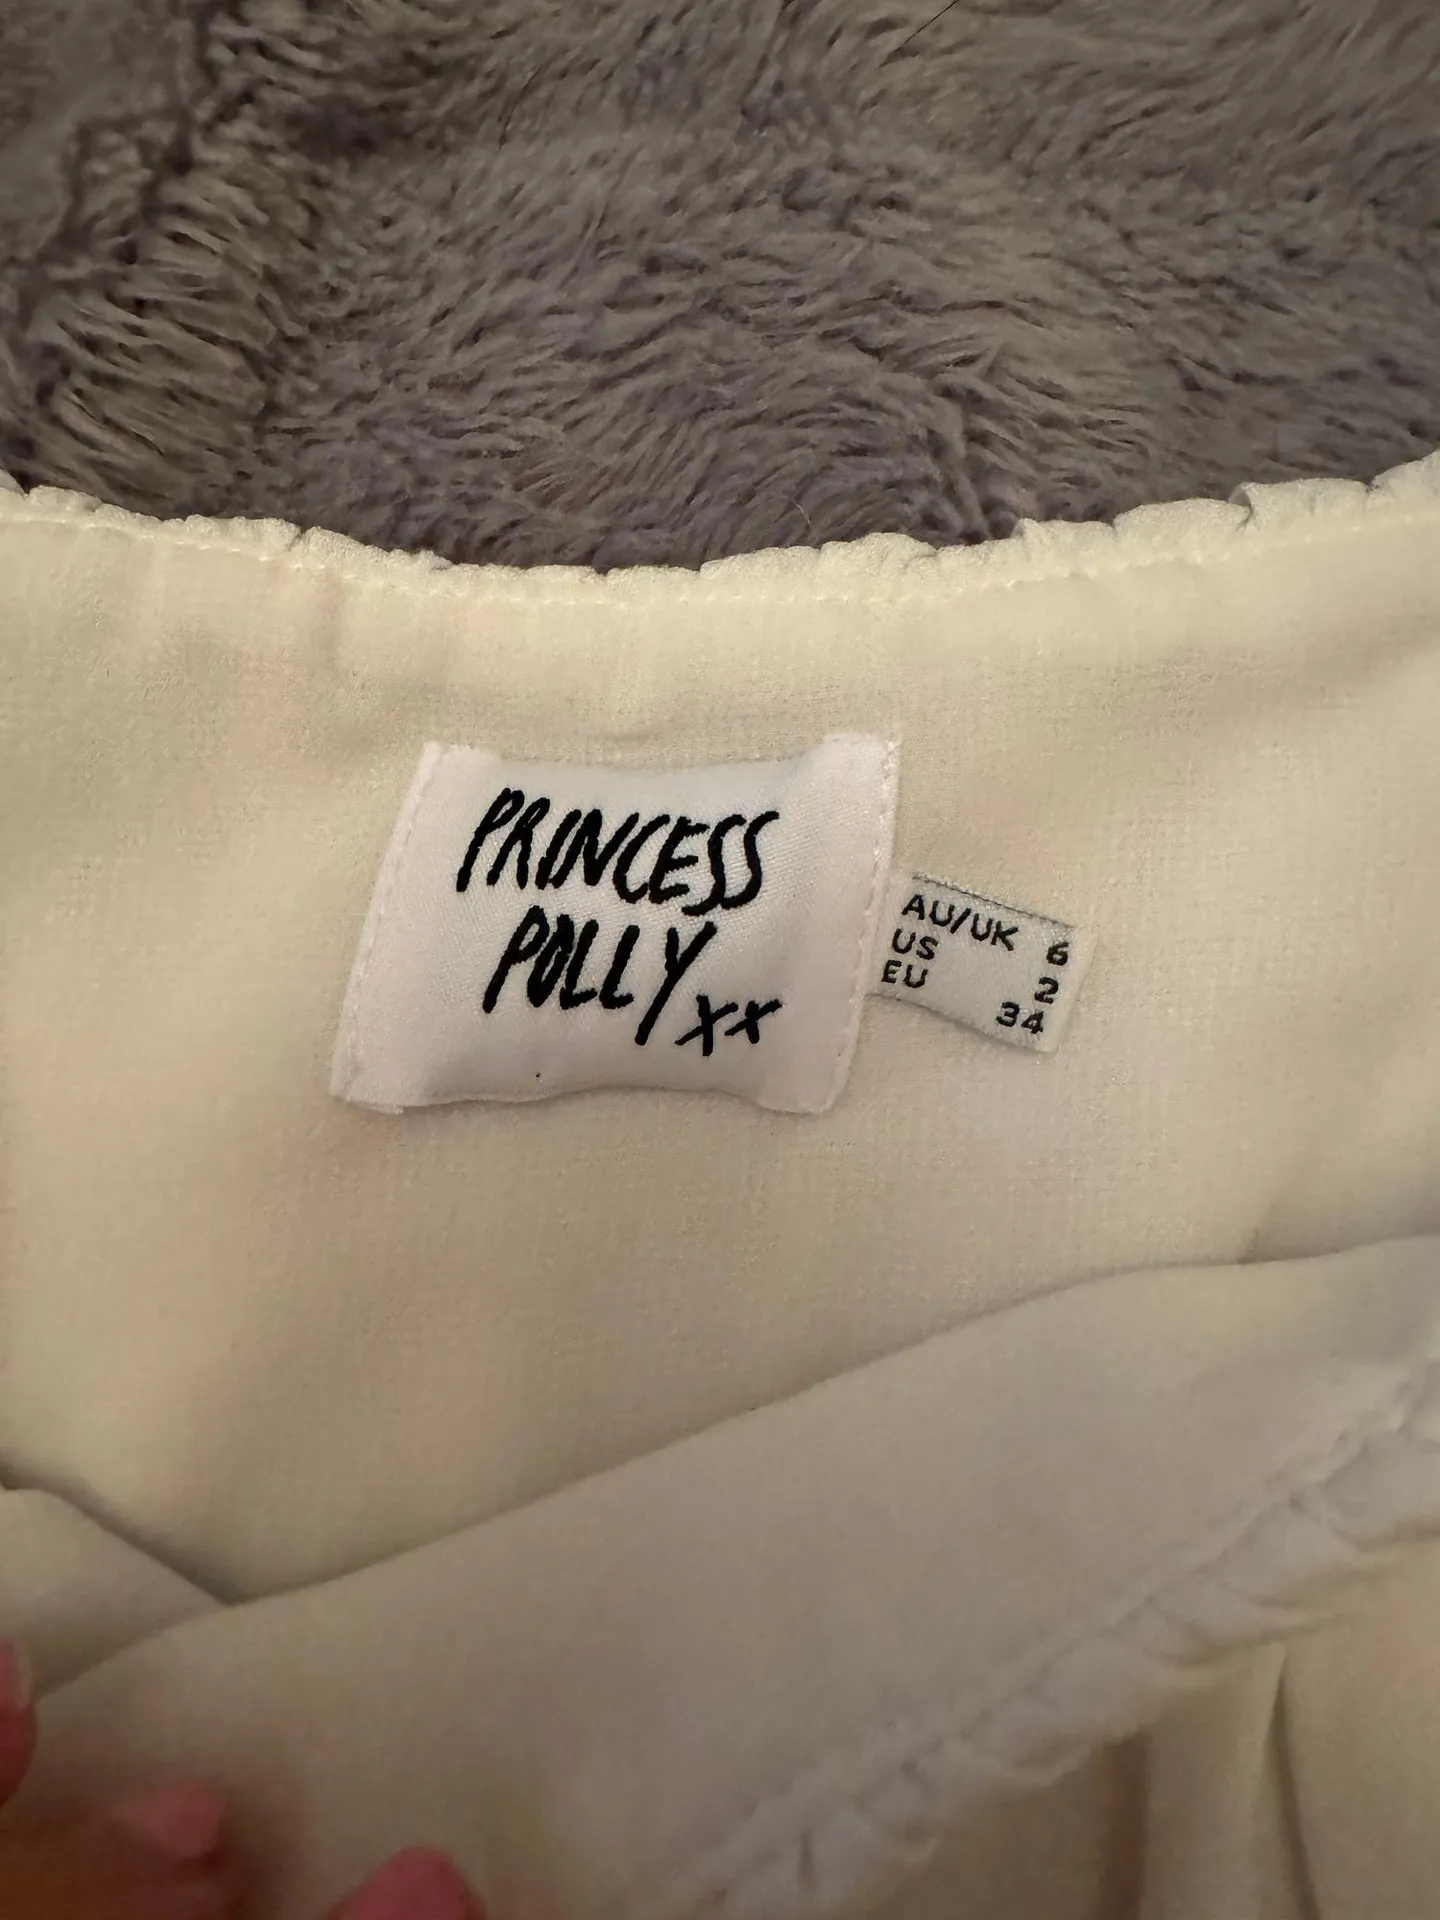 PRINCESS
POLLY xx
AU/UK 6
US 2
EU 34